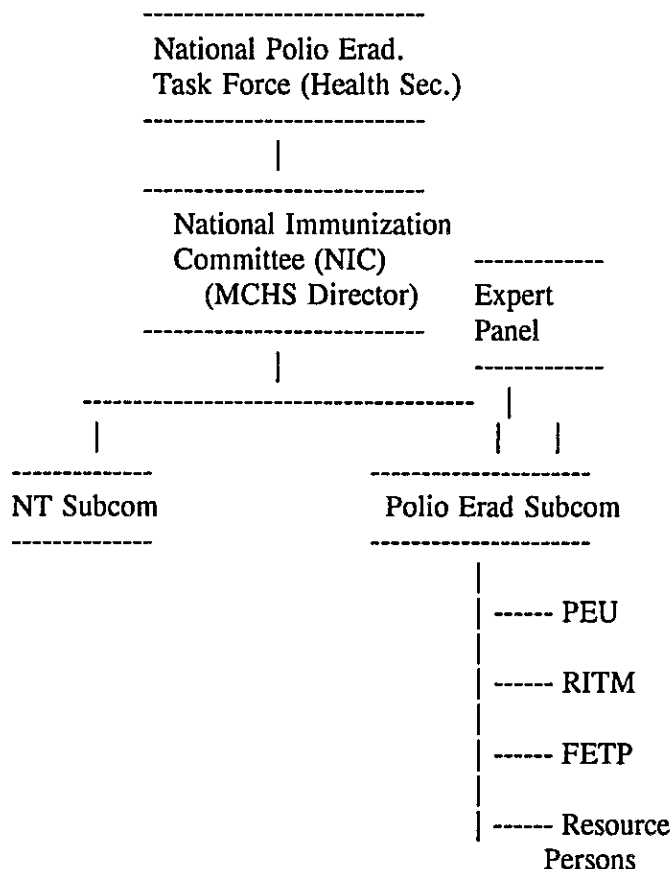 National Polio Erad.
Task Force (Health Sec.)
National Immunization
Committee (NIC)
(MCHS Director)
Expert
Panel
NT Subcom
Polio Erad Subcom
PEU
RITM
FETP
Resource
Persons